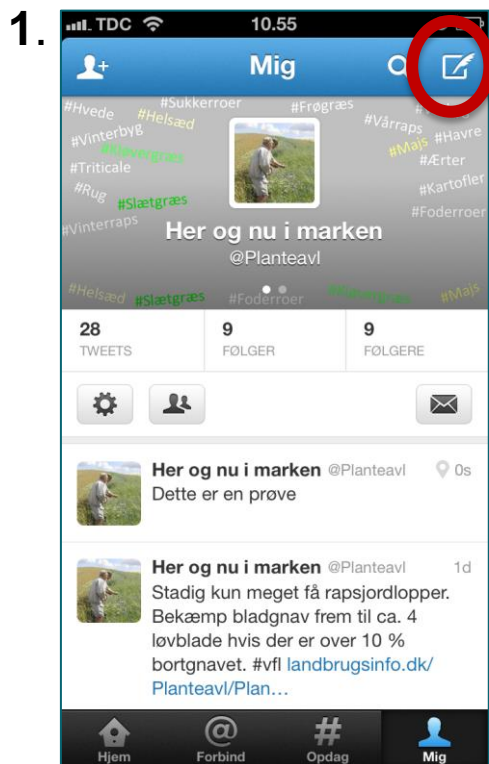 1.
TDC 10.55
Mig
#Hvede #Sukkerroer #Frøgræs
#Helsæd #Vårraps
#Vinterbyg #Havre
#Kløvergræs #Majs
#Triticale #Ærter
#Rug #Kartofler
#Slætgræs #Foderroer
#Vinterraps
Her og nu i marken
@Planteavl
#Helsæd #Slætgræs #Foderroer #Kløvergræs #Majs
28 9 9
TWEETS FØLGER FØLGERE
Her og nu i marken @Planteavl 0s
Dette er en prøve
Her og nu i marken @Planteavl 1d
Stadig kun meget få rapsjordlopper.
Bekæmp bladgnav frem til ca. 4
løvblade hvis der er over 10 %
bortgnavet. #vfl landbrugsinfo.dk/
Planteavl/Plan…
Hjem Forbind Opdag Mig